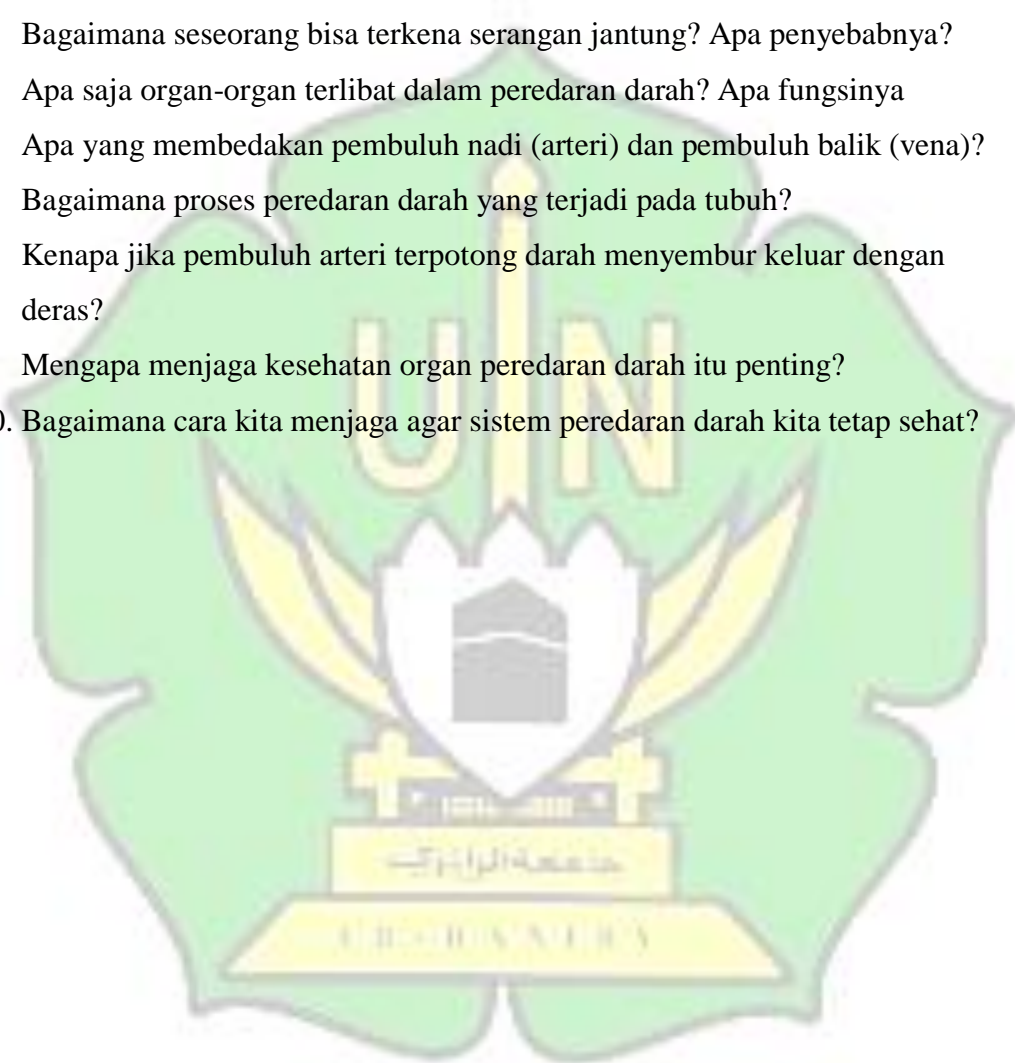 Bagaimana seseorang bisa terkena serangan jantung? Apa penyebabnya?
Apa saja organ-organ terlibat dalam peredaran darah? Apa fungsinya
Apa yang membedakan pembuluh nadi (arteri) dan pembuluh balik (vena)?
Bagaimana proses peredaran darah yang terjadi pada tubuh?
Kenapa jika pembuluh arteri terpotong darah menyembur keluar dengan
deras?
Mengapa menjaga kesehatan organ peredaran darah itu penting?
0. Bagaimana cara kita menjaga agar sistem peredaran darah kita tetap sehat?
UIN